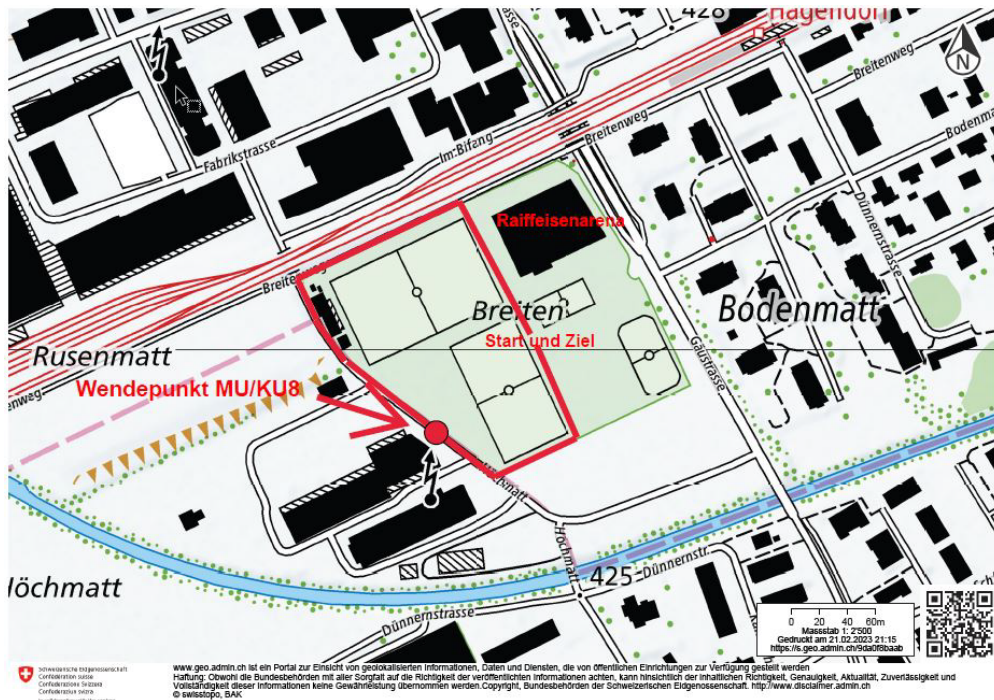 428
Hägendorf
N
Breitenweg
Fabrikstrasse
Im Bifang
Breitenweg
Bodenma
Dünnernstrasse
Raiffeisenarena
Breitenweg
Breiten
Bodenmatt
Start und Ziel
Rusenmatt
Gäustrasse
Wendepunkt MU/KU8
enweg
Höchmatt
425
Dünnernstr.
Dünnernstrasse
0 20 40 60m
Massstab 1: 2'500
Gedruckt am 21.02.2023 21:15
https://s.geo.admin.ch/9da0f8baab
Schweizerische Eidgenossenschaft
Confédération suisse
Confederazione Svizzera
Confederaziun svizra
www.geo.admin.ch ist ein Portal zur Einsicht von geolokalisierten Informationen, Daten und Diensten, die von öffentlichen Einrichtungen zur Verfügung gestellt werden
Haftung: Obwohl die Bundesbehörden mit aller Sorgfalt auf die Richtigkeit der veröffentlichten Informationen achten, kann hinsichtlich der inhaltlichen Richtigkeit, Genauigkeit, Aktualität, Zuverlässigkeit und
Vollständigkeit dieser Informationen keine Gewährleistung übernommen werden.Copyright, Bundesbehörden der Schweizerischen Eidgenossenschaft. http://www.disclaimer.admin.ch
© swisstopo, BAK